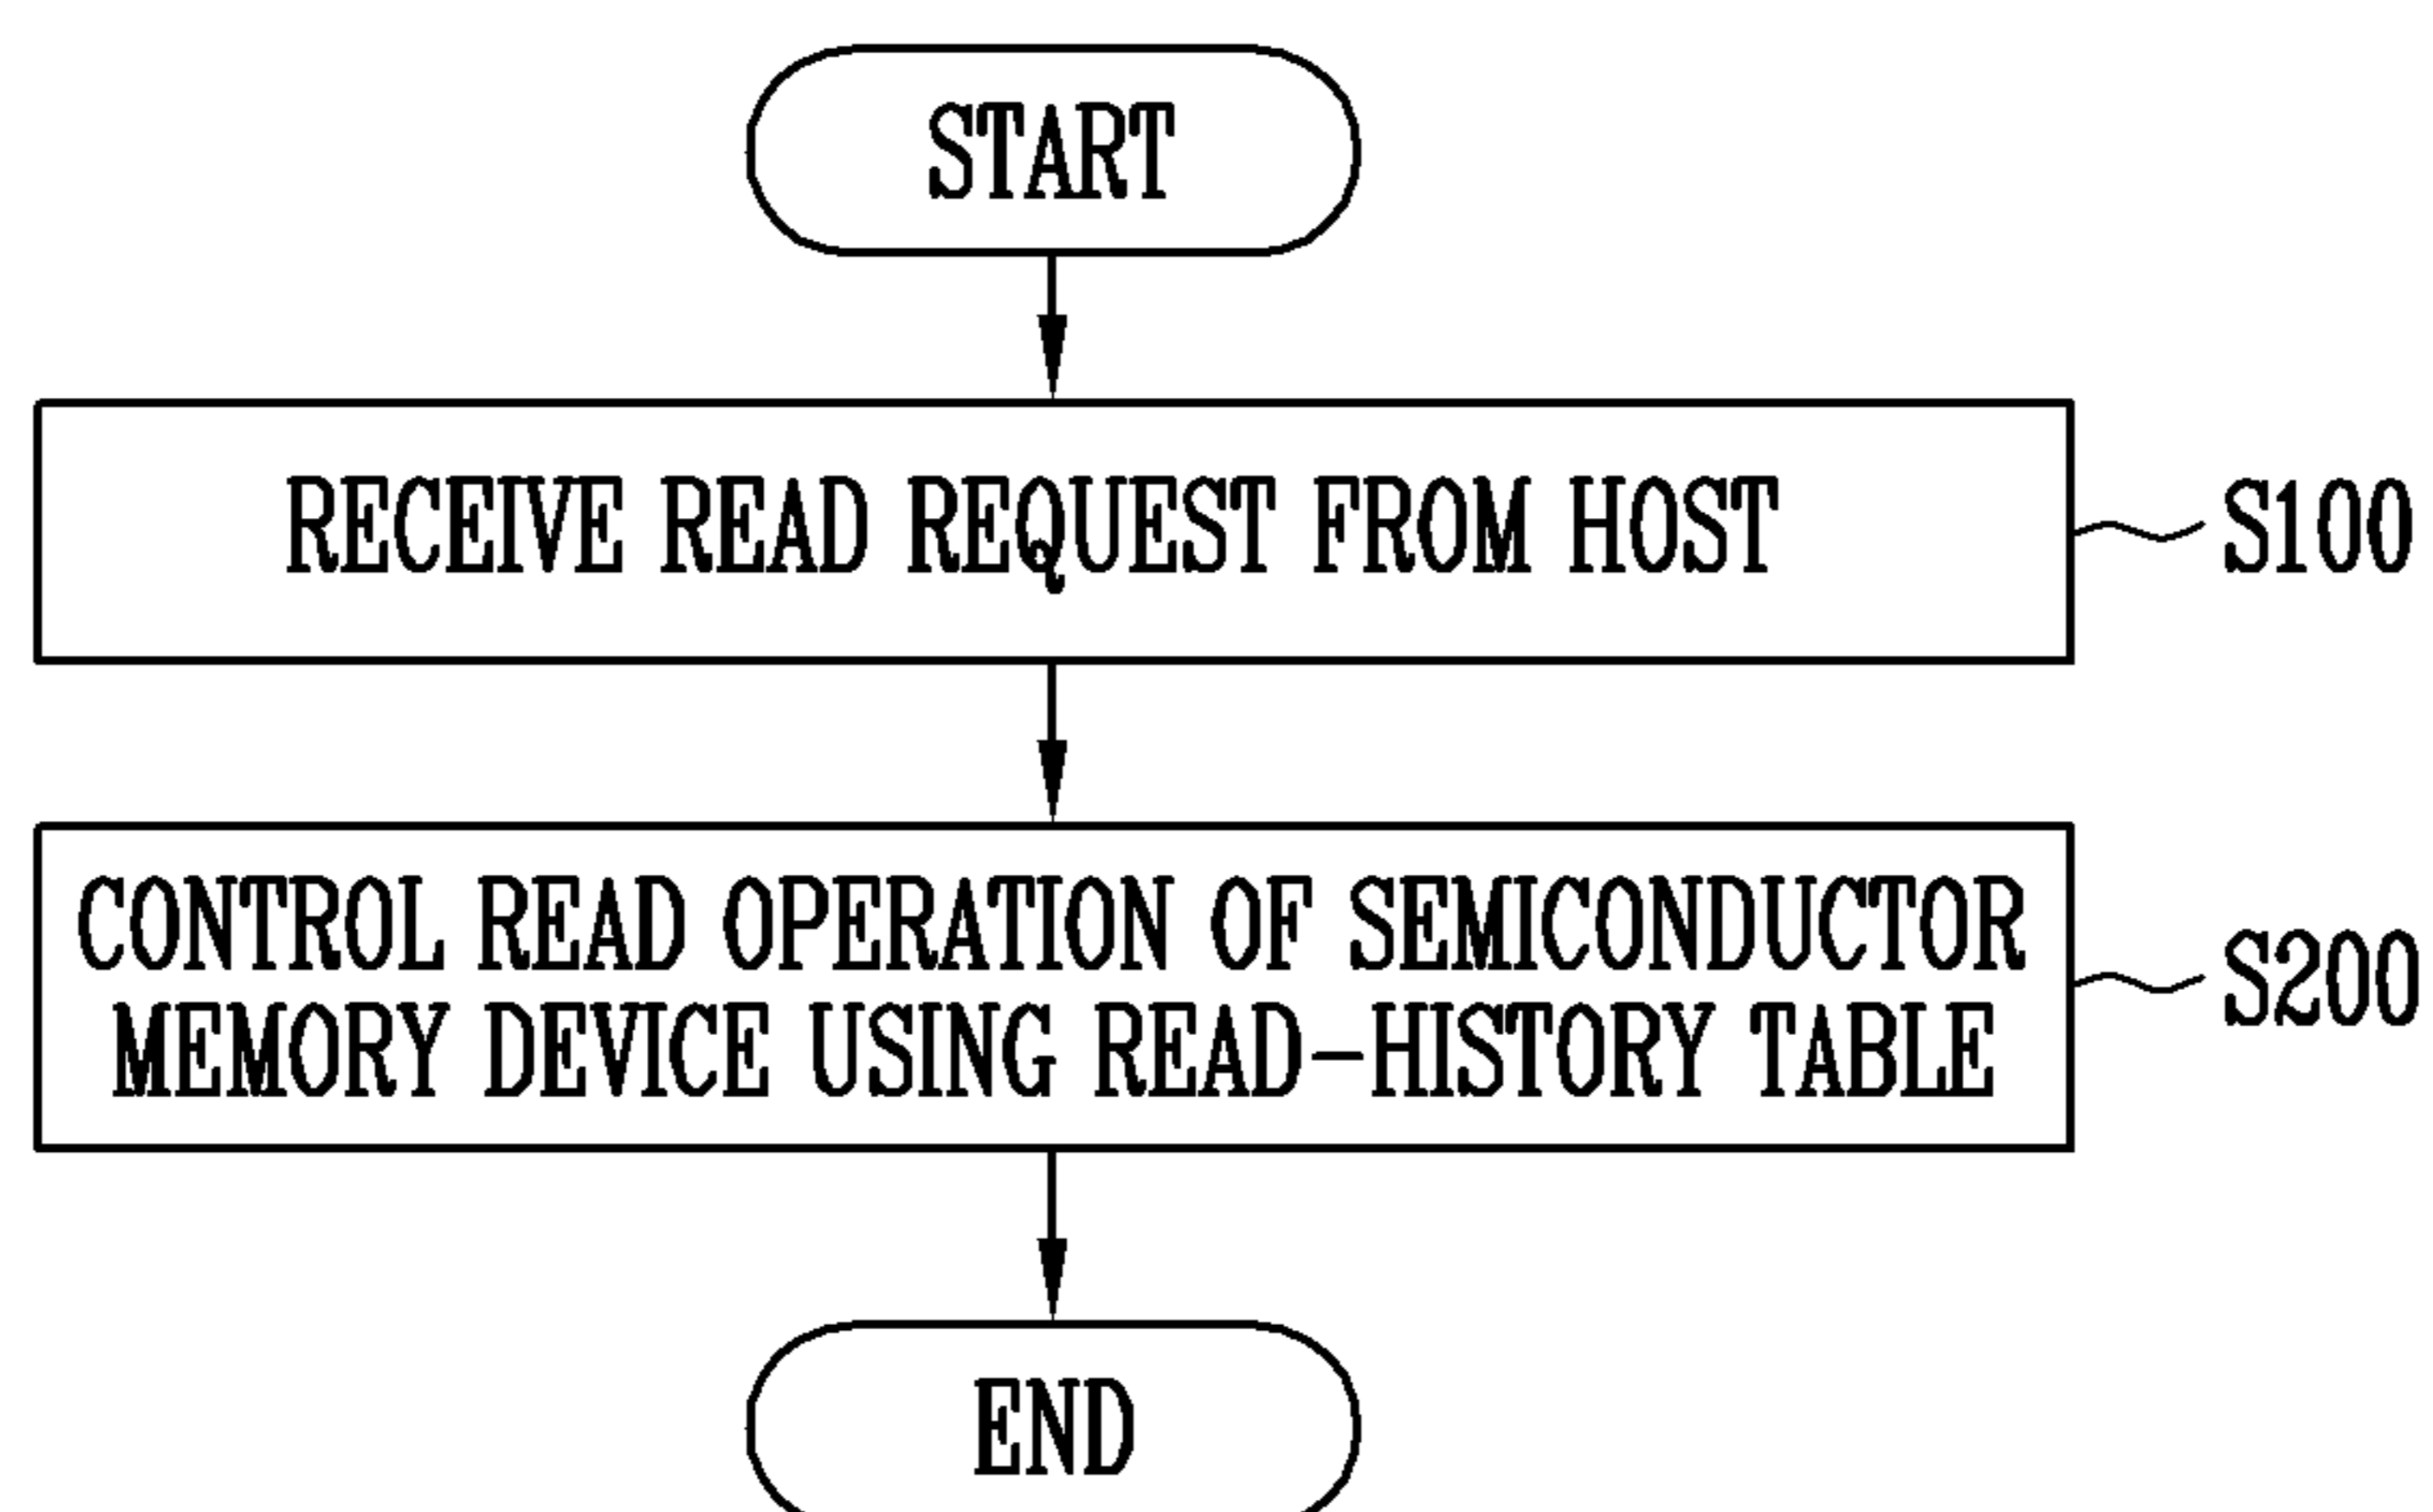 START
RECEIVE READ REQUEST FROM HOST
S100
CONTROL READ OPERATION OF SEMICONDUCTOR
MEMORY DEVICE USING READ-HISTORY TABLE
S200
END